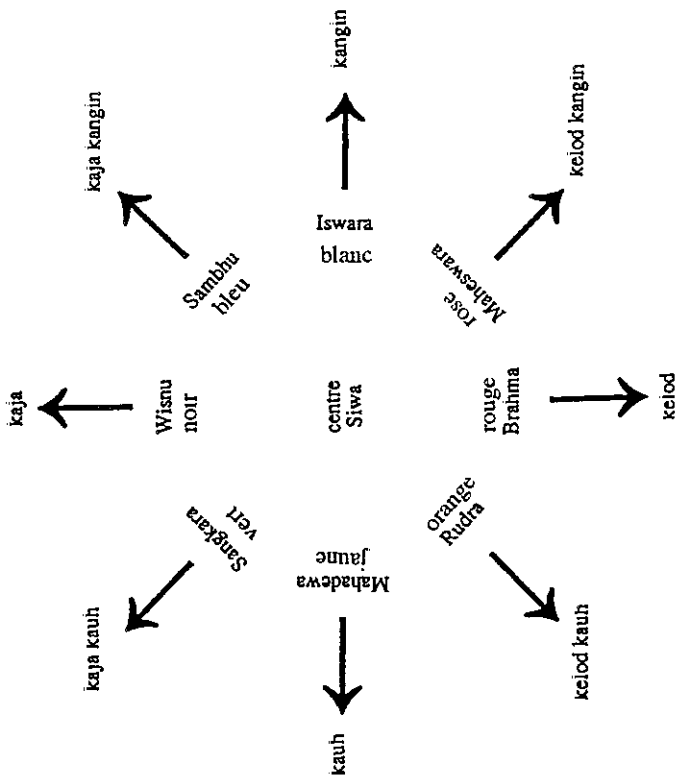 kangin
kaja kangin
kelod kangin
Iswara
blanc
Sambhu
bleu
rose
Maheswara
kaja
Wisnu
noir
centre
Siwa
rouge
Brahma
kelod
Sangkara
vert
orange
Rudra
Mahadewa
jaune
kaja kauh
kelod kauh
kauh